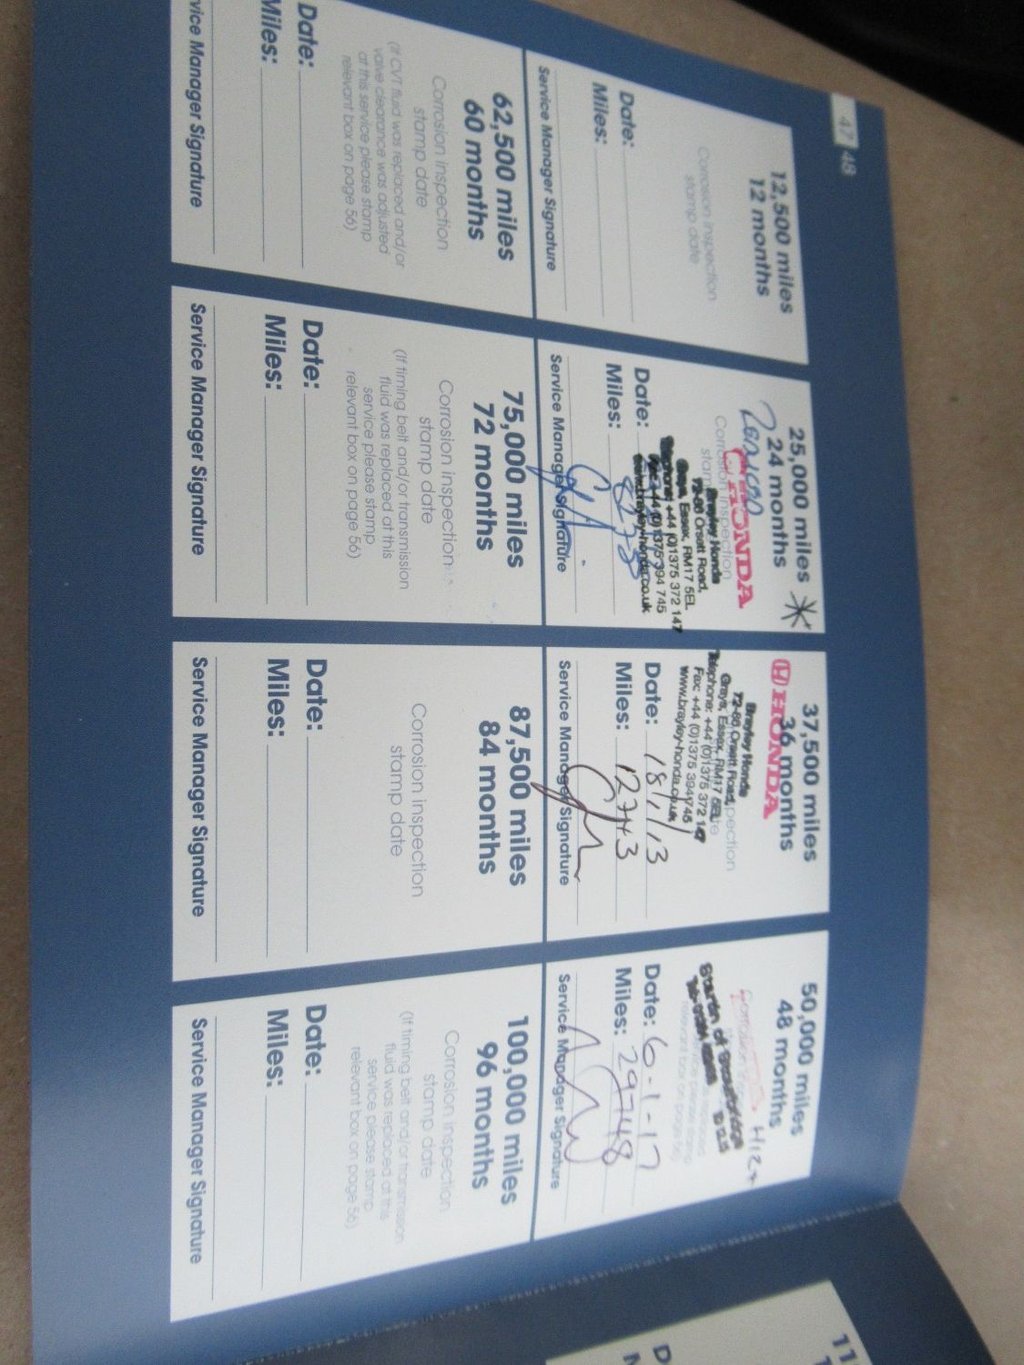 47 48
12,500 miles
12 months
Corrosion inspection
stamp date
Date:
Miles:
Service Manager Signature
25,000 miles
24 months
HONDA
Corrosion inspection
Brayley Honda
72-86 Orsett Road,
Grays, Essex, RM17 5EL
Telephone: +44 (0)1375 372 147
Fax: +44 (0)1375 394 745
www.brayley-honda.co.uk
Date:
Miles:
Service Manager Signature
37,500 miles
36 months
HONDA
Brayley Honda
72-86 Orsett Road,
Grays, Essex, RM17 5EL
Telephone: +44 (0)1375 372 147
Fax: +44 (0)1375 394745
www.brayley-honda.co.uk
Date: 18/1/13
Miles: 12743
Service Manager Signature
50,000 miles
48 months
Date: 6-1-17
Miles: 29748
Service Manager Signature
62,500 miles
60 months
Corrosion inspection
stamp date
(If CVT fluid was replaced and/or
valve clearance was adjusted
at this service please stamp
relevant box on page 56)
Date:
Miles:
Service Manager Signature
75,000 miles
72 months
Corrosion inspection
stamp date
(If timing belt and/or transmission
fluid was replaced at this
service please stamp
relevant box on page 56)
Date:
Miles:
Service Manager Signature
87,500 miles
84 months
Corrosion inspection
stamp date
Date:
Miles:
Service Manager Signature
100,000 miles
96 months
Corrosion inspection
stamp date
(If timing belt and/or transmission
fluid was replaced at this
service please stamp
relevant box on page 56)
Date:
Miles:
Service Manager Signature